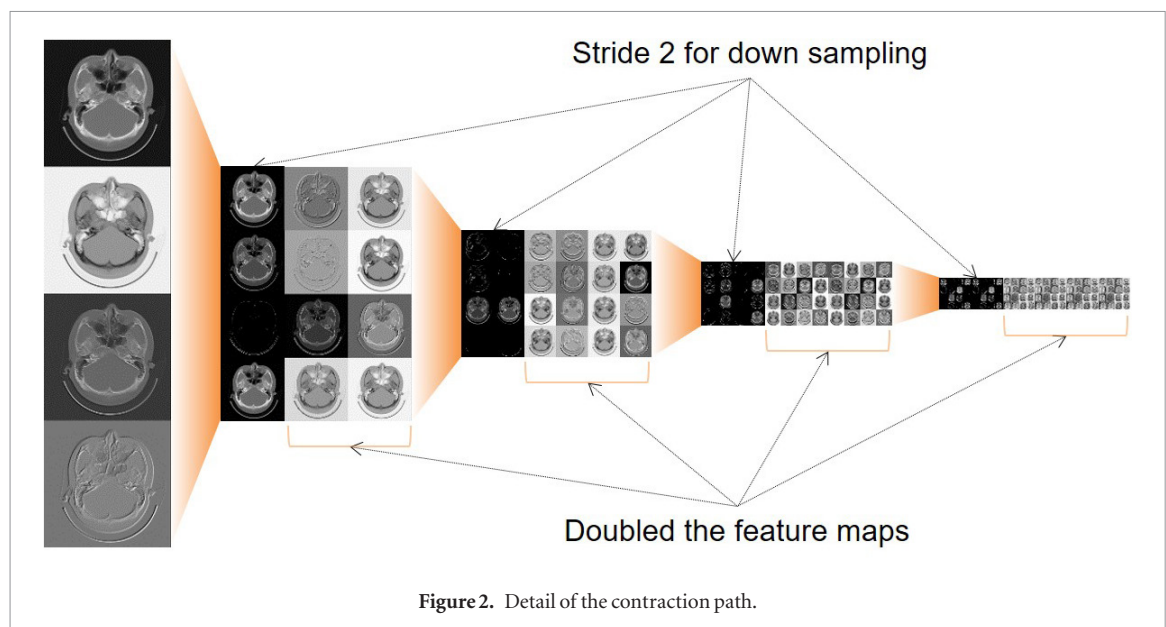 Stride 2 for down sampling
Doubled the feature maps
Figure 2. Detail of the contraction path.